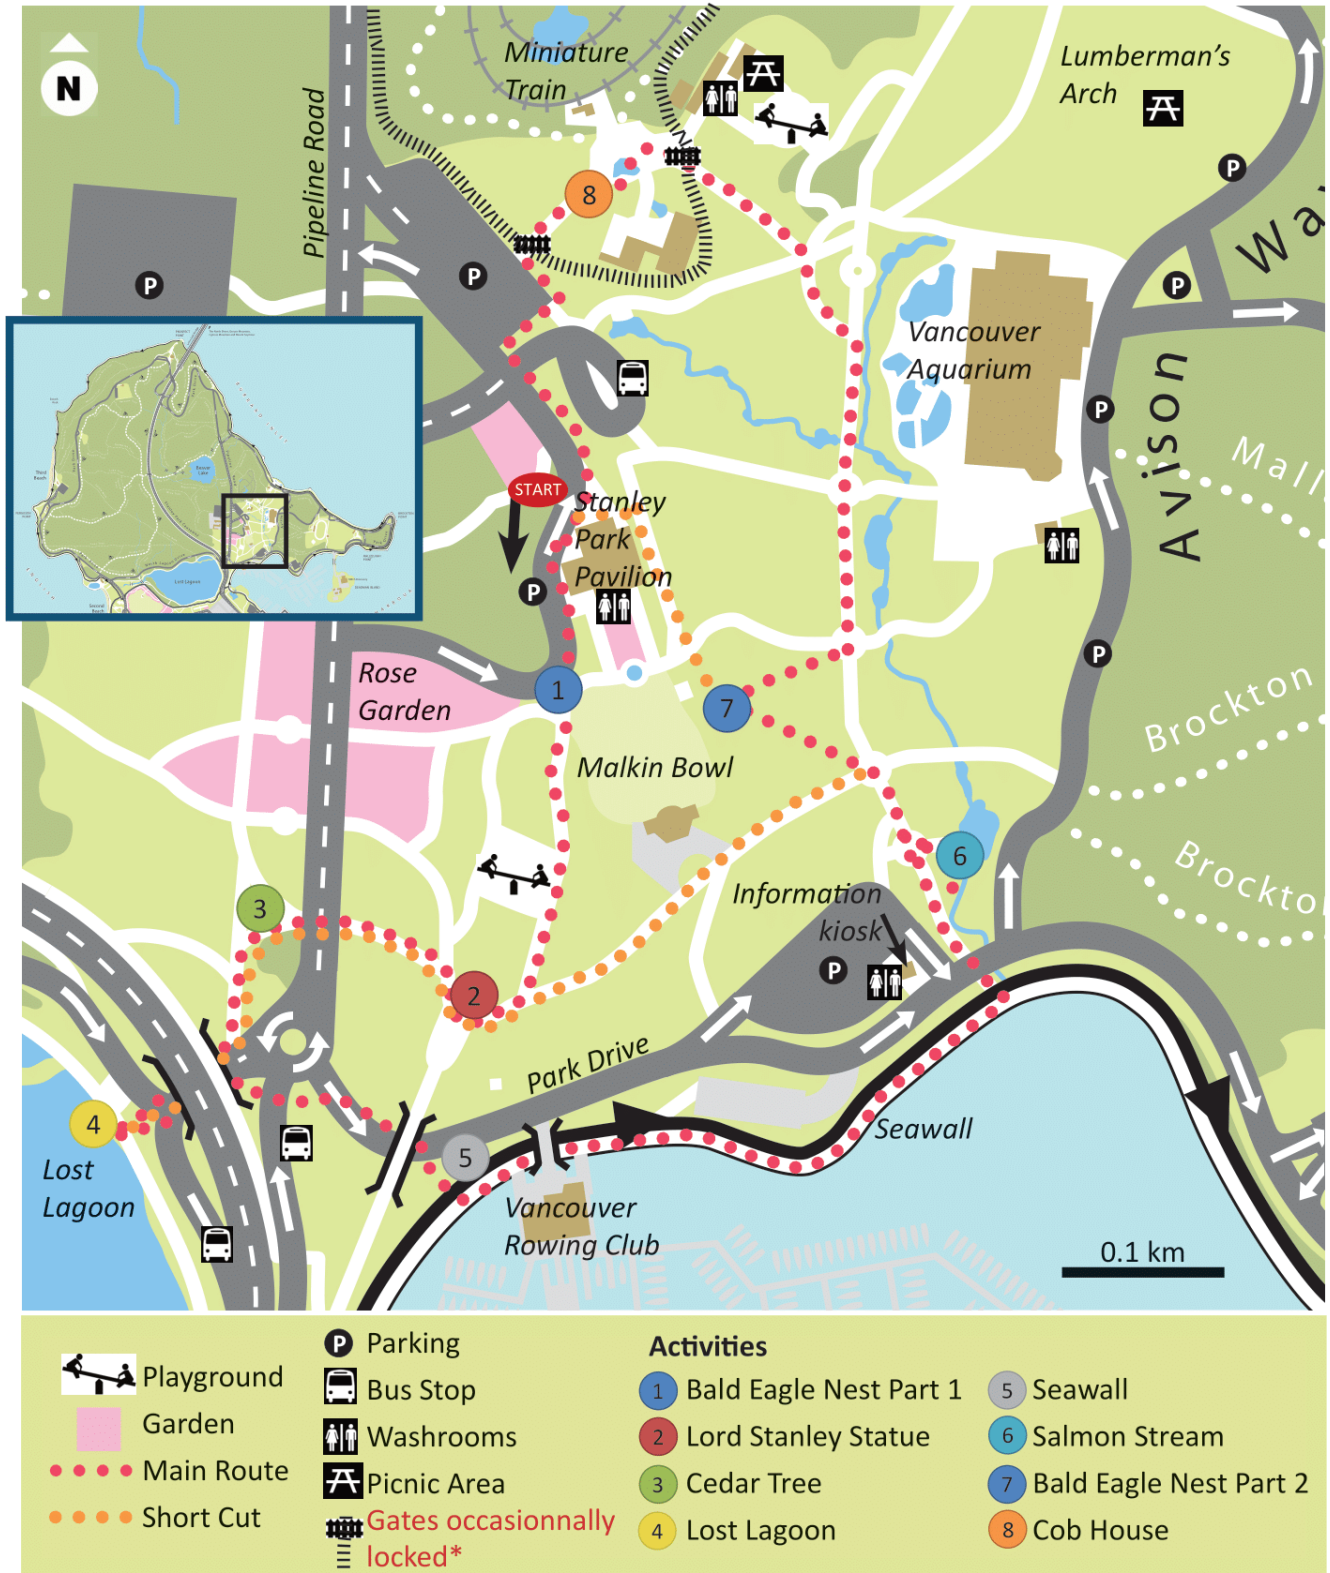 N
Miniature
Train
Lumberman's
Arch
Pipeline Road
8
P
P
P
P
Way
Vancouver
Aquarium
Avison
P
Mall
START
Stanley
Park
Pavilion
P
P
Lost Lagoon
Rose
Garden
1
7
Brockton
Malkin Bowl
6
Brockton
3
Information
kiosk
P
2
Park Drive
4
5
Seawall
Lost
Lagoon
Vancouver
Rowing Club
0.1 km
Playground
Garden
Main Route
Short Cut
P Parking
Bus Stop
Washrooms
Picnic Area
Gates occasionnally
locked*
Activities
1 Bald Eagle Nest Part 1
2 Lord Stanley Statue
3 Cedar Tree
4 Lost Lagoon
5 Seawall
6 Salmon Stream
7 Bald Eagle Nest Part 2
8 Cob House